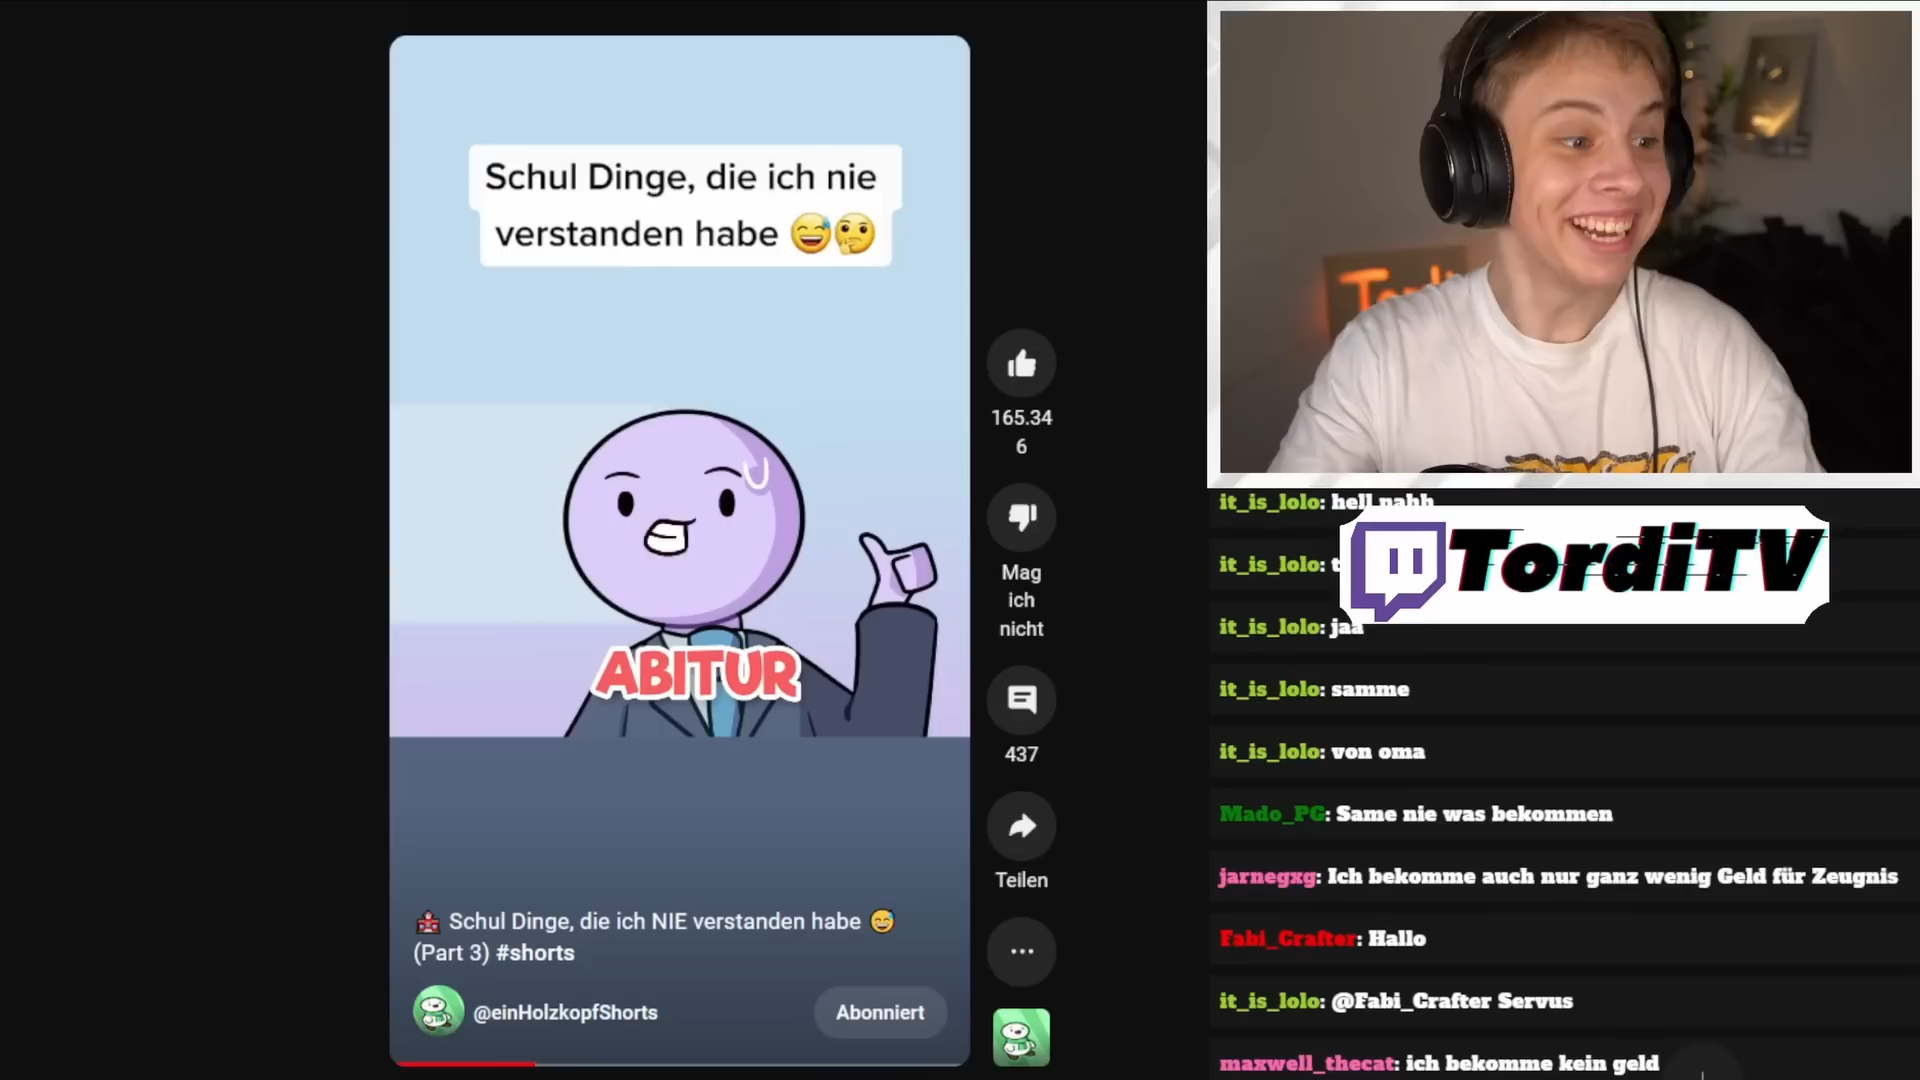 Schul Dinge, die ich nie
verstanden habe 😅🤔
ABITUR
165.34
6
Mag
ich
nicht
437
Teilen
🏫 Schul Dinge, die ich NIE verstanden habe 😅
(Part 3) #shorts
@einHolzkopfShorts
Abonniert
it_is_lolo: hell nahh
TordiTV
it_is_lolo:
it_is_lolo: jaa
it_is_lolo: samme
it_is_lolo: von oma
Mado_PG: Same nie was bekommen
jarnegxg: Ich bekomme auch nur ganz wenig Geld für Zeugnis
Fabi_Crafter: Hallo
it_is_lolo: @Fabi_Crafter Servus
maxwell_thecat: ich bekomme kein geld